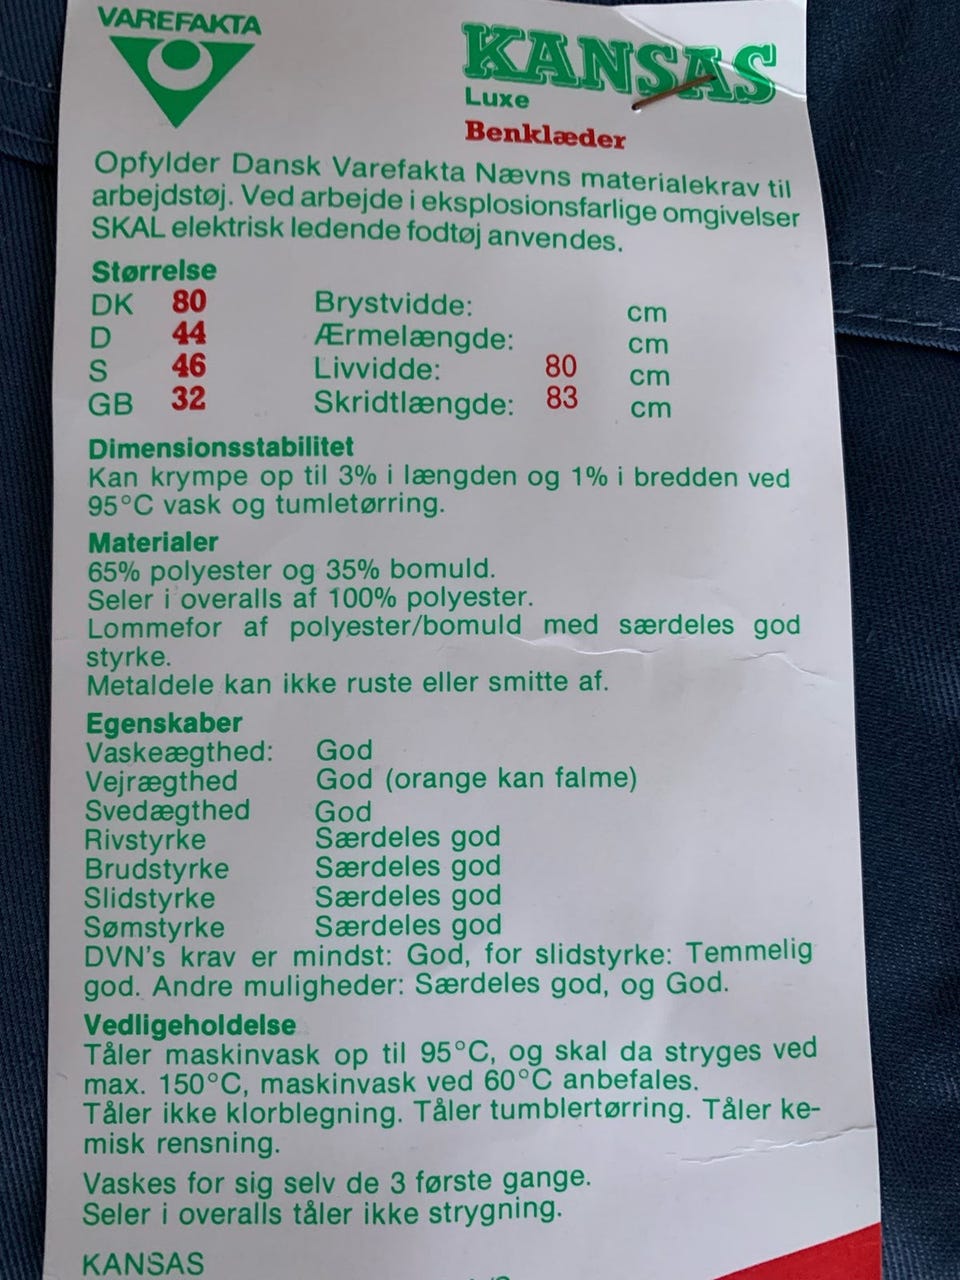 VAREFAKTA
KANSAS
Luxe
Benklæder
Opfylder Dansk Varefakta Nævns materialekrav til
arbejdstøj. Ved arbejde i eksplosionsfarlige omgivelser
SKAL elektrisk ledende fodtøj anvendes.
Størrelse
DK 80 Brystvidde: cm
D 44 Ærmelængde: cm
S 46 Livvidde: 80 cm
GB 32 Skridtlængde: 83 cm
Dimensionsstabilitet
Kan krympe op til 3% i længden og 1% i bredden ved
95°C vask og tumletørring.
Materialer
65% polyester og 35% bomuld.
Seler i overalls af 100% polyester.
Lommefor af polyester/bomuld med særdeles god
styrke.
Metaldele kan ikke ruste eller smitte af.
Egenskaber
Vaskeægthed: God
Vejrægthed God (orange kan falme)
Svedægthed God
Rivstyrke Særdeles god
Brudstyrke Særdeles god
Slidstyrke Særdeles god
Sømstyrke Særdeles god
DVN's krav er mindst: God, for slidstyrke: Temmelig
god. Andre muligheder: Særdeles god, og God.
Vedligeholdelse
Tåler maskinvask op til 95°C, og skal da stryges ved
max. 150°C, maskinvask ved 60°C anbefales.
Tåler ikke klorblegning. Tåler tumblertørring. Tåler ke-
misk rensning.
Vaskes for sig selv de 3 første gange.
Seler i overalls tåler ikke strygning.
KANSAS